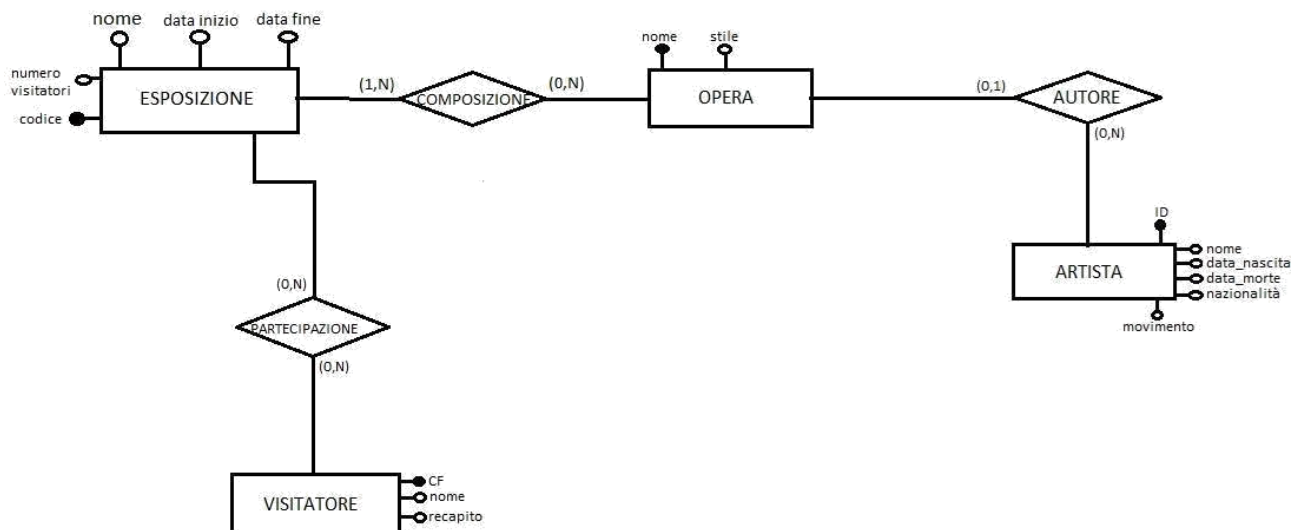 nome
data inizio
data fine
numero
visitatori
codice
ESPOSIZIONE
(1,N)
COMPOSIZIONE
(0,N)
nome
stile
OPERA
(0,1)
AUTORE
(0,N)
ID
ARTISTA
nome
data_nascita
data_morte
nazionalità
movimento
(0,N)
PARTECIPAZIONE
(0,N)
VISITATORE
CF
nome
recapito